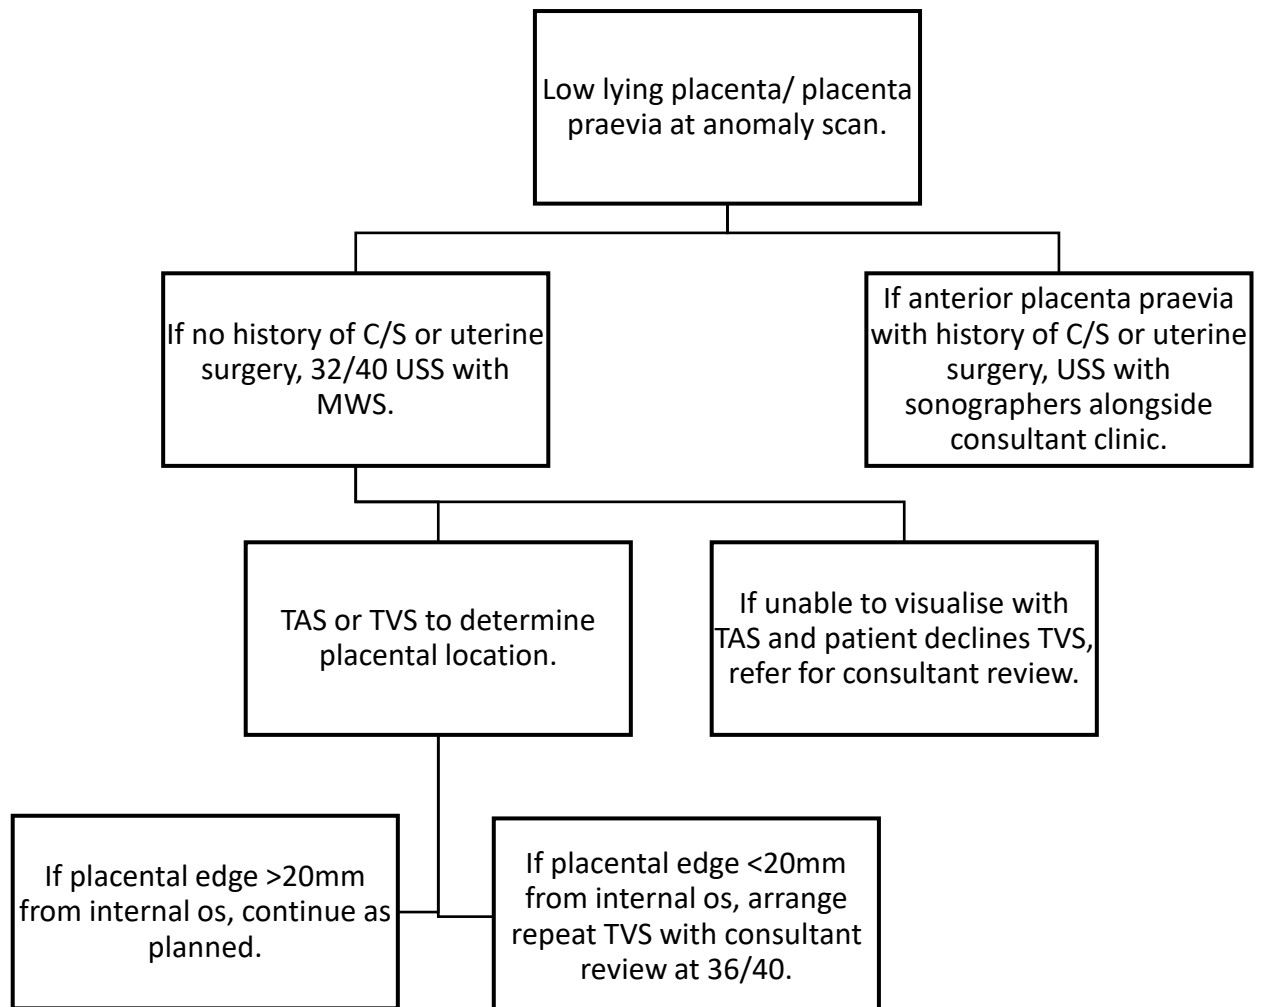 Low lying placenta/ placenta
praevia at anomaly scan.
If no history of C/S or uterine
surgery, 32/40 USS with
MWS.
If anterior placenta praevia
with history of C/S or uterine
surgery, USS with
sonographers alongside
consultant clinic.
TAS or TVS to determine
placental location.
If unable to visualise with
TAS and patient declines TVS,
refer for consultant review.
If placental edge >20mm
from internal os, continue as
planned.
If placental edge <20mm
from internal os, arrange
repeat TVS with consultant
review at 36/40.